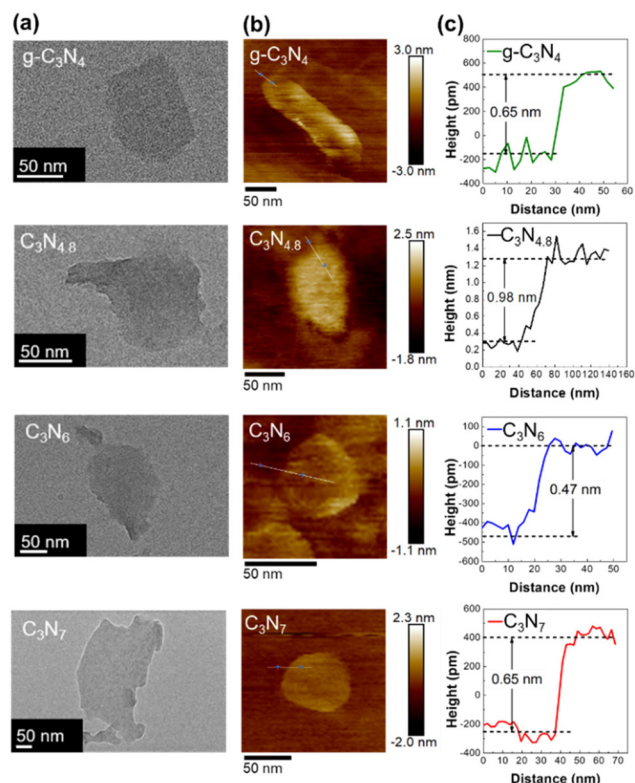 (a)
(b)
(c)
g-C₃N₄
50 nm
g-C₃N₄
50 nm
3.0 nm
-3.0 nm
g-C₃N₄
Height (pm)
800
600
400
200
0
-200
-400
0.65 nm
0 10 20 30 40 50 60
Distance (nm)
C₃N₄.₈
50 nm
C₃N₄.₈
50 nm
2.5 nm
-1.8 nm
C₃N₄.₈
Height (nm)
1.6
1.4
1.2
1.0
0.8
0.6
0.4
0.2
0.0
0.98 nm
0 20 40 60 80 100 120 140 160
Distance (nm)
C₃N₆
50 nm
C₃N₆
50 nm
1.1 nm
-1.1 nm
C₃N₆
Height (pm)
100
0
-100
-200
-300
-400
-500
-600
0.47 nm
0 10 20 30 40 50
Distance (nm)
C₃N₇
50 nm
C₃N₇
50 nm
2.3 nm
-2.0 nm
C₃N₇
Height (pm)
600
400
200
0
-200
-400
0.65 nm
0 10 20 30 40 50 60 70
Distance (nm)